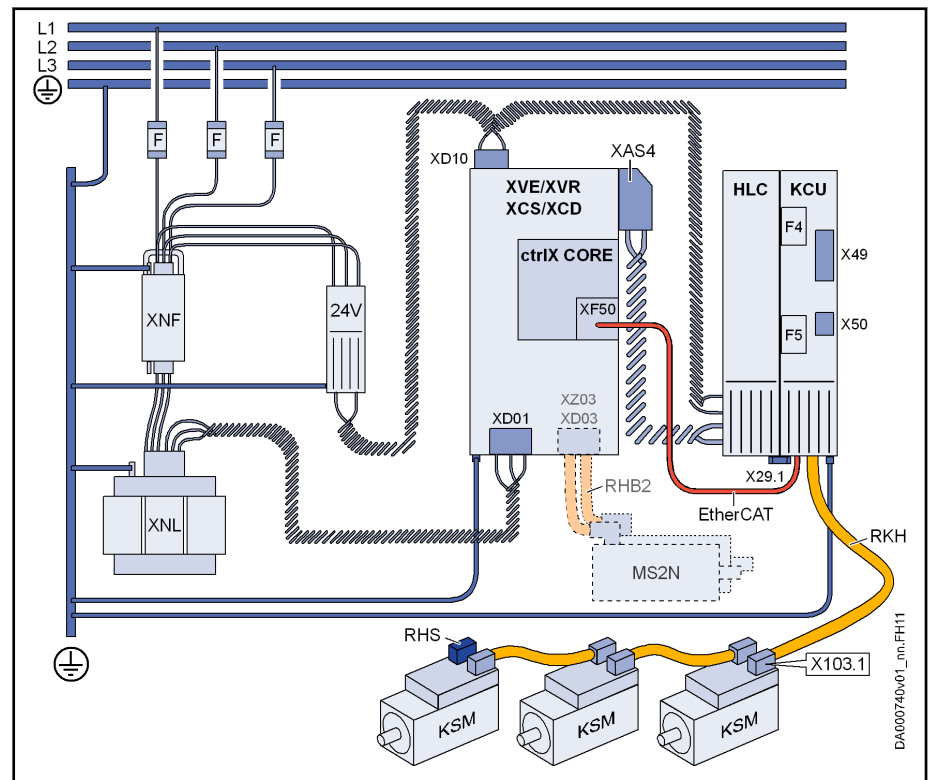 L1
L2
L3
F
F
F
XD10
XAS4
XVE/XVR
XCS/XCD
HLC
KCU
F4
X49
ctrlX CORE
XF50
X50
F5
XNF
24V
XZ03
XD03
XD01
X29.1
RHB2
EtherCAT
XNL
RKH
MS2N
RHS
X103.1
KSM
KSM
KSM
DA000740v01_nn.FH11